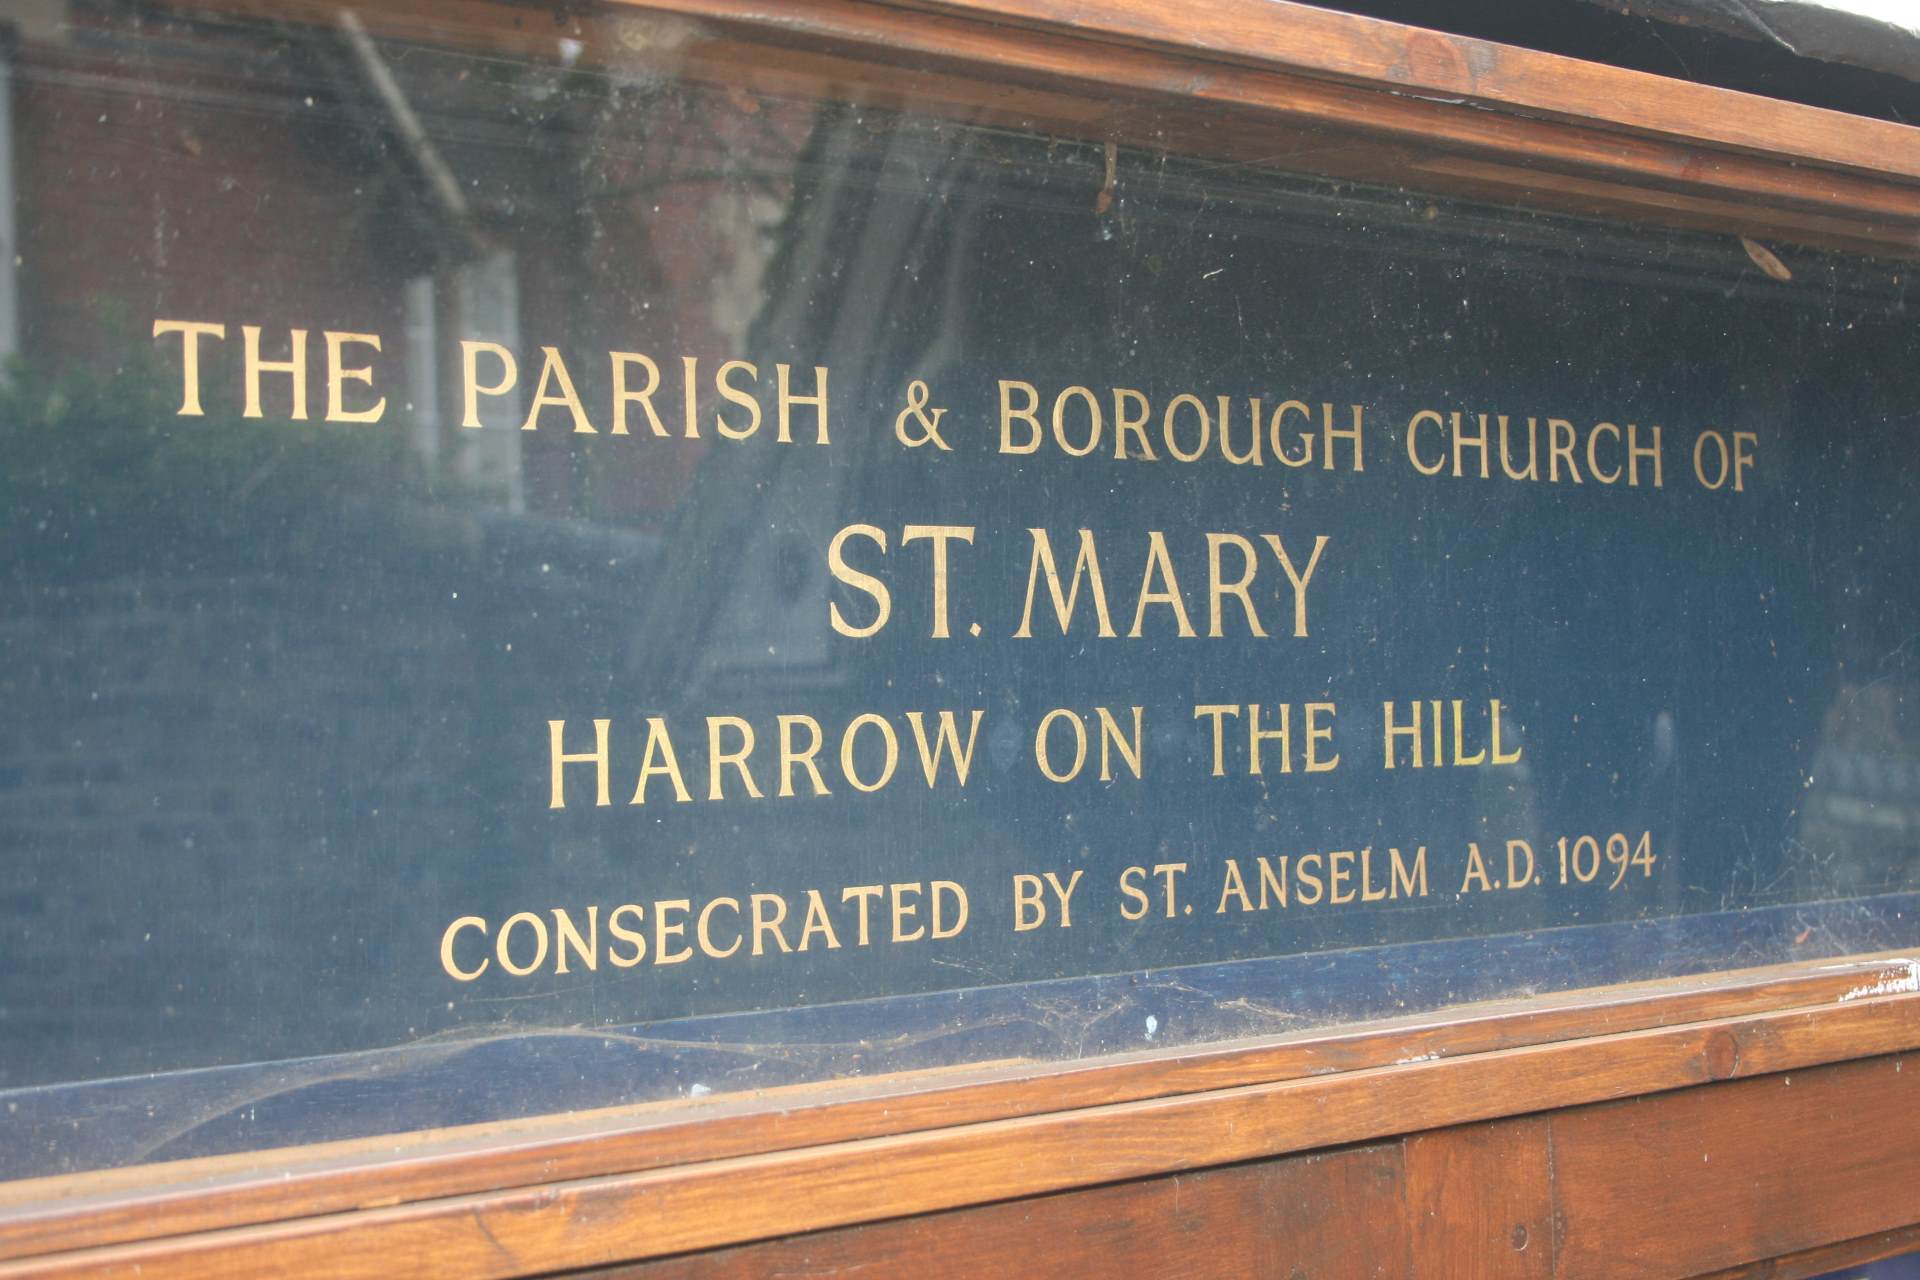 THE PARISH & BOROUGH CHURCH OF
ST. MARY
HARROW ON THE HILL
CONSECRATED BY ST. ANSELM A.D. 1094